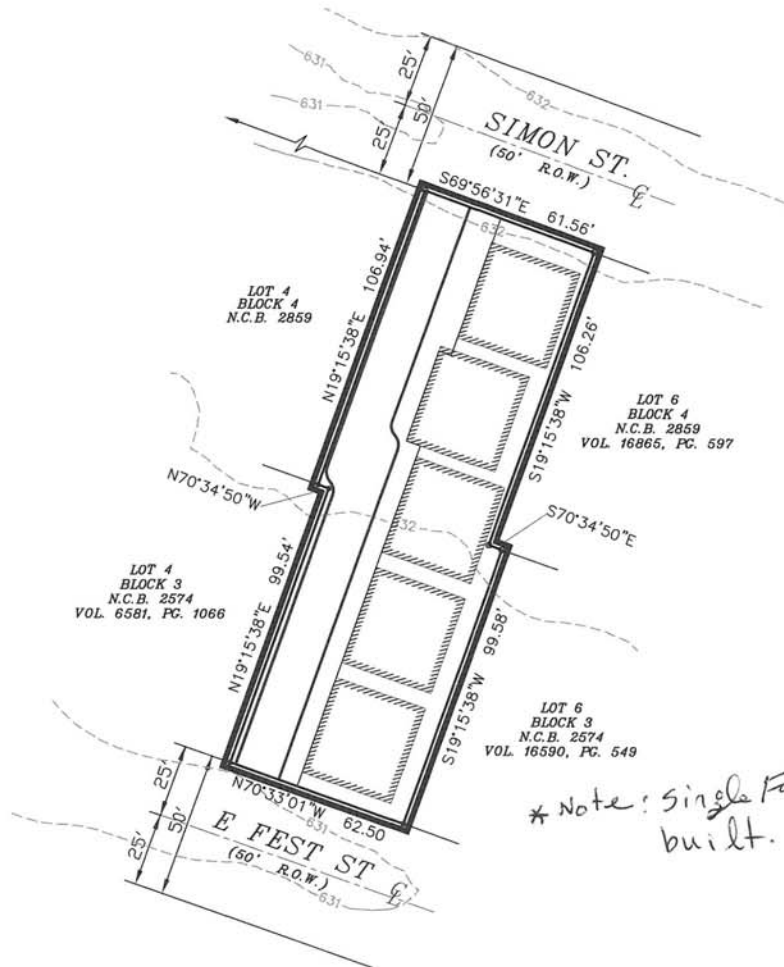 25'
50'
25'
631
632
631
SIMON ST.
(50' R.O.W.)
S69°56'31"E 61.56'
632
LOT 4
BLOCK 4
N.C.B. 2859
N19°15'38"E 106.94'
S19°15'38"W 106.26'
LOT 6
BLOCK 4
N.C.B. 2859
VOL. 16865, PG. 597
N70°34'50"W
32
S70°34'50"E
LOT 4
BLOCK 3
N.C.B. 2574
VOL. 6581, PG. 1066
N19°15'38"E 99.54'
S19°15'38"W 99.58'
LOT 6
BLOCK 3
N.C.B. 2574
VOL. 16590, PG. 549
N70°33'01"W 62.50
25'
50'
25'
631
E FEST ST
(50' R.O.W.)
631
* Note: Single
built.